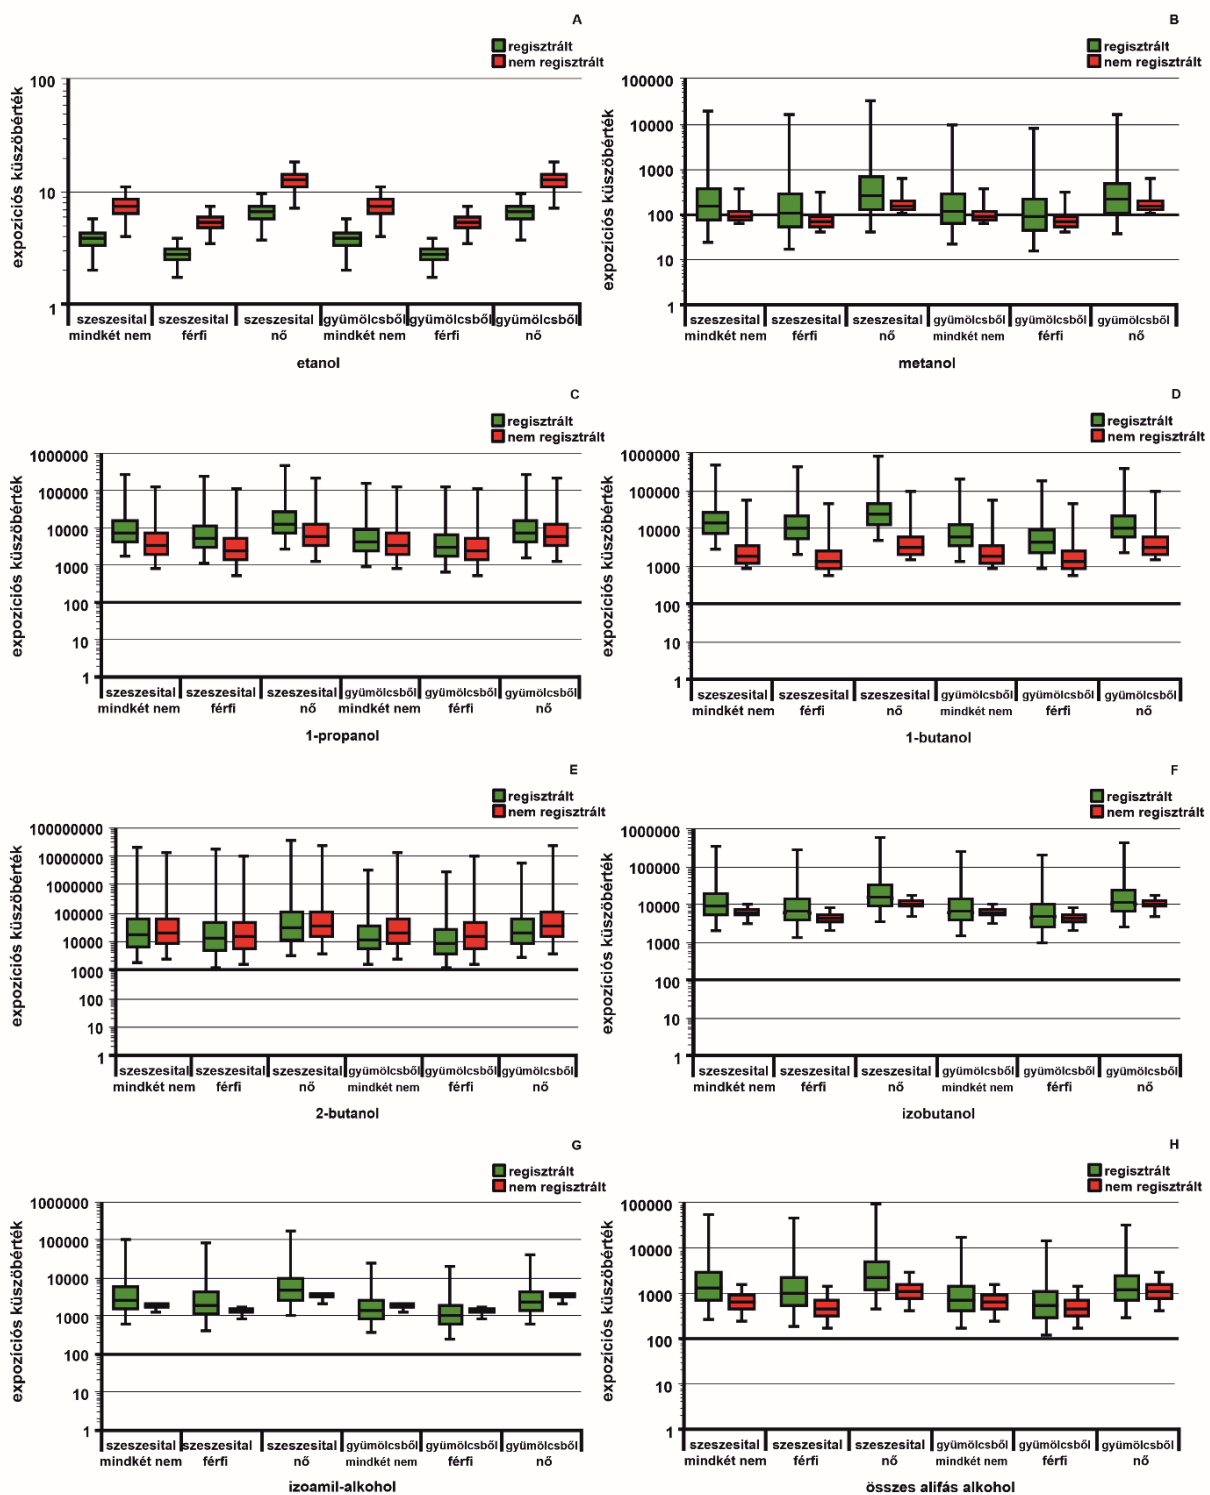 A
regisztrált
nem regisztrált
expozíciós küszöbérték
100
10
1
szeszesital szeszesital szeszesital gyümölcsből gyümölcsből gyümölcsből
mindkét nem férfi nő mindkét nem férfi nő
etanol
B
regisztrált
nem regisztrált
expozíciós küszöbérték
100000
10000
1000
100
10
1
szeszesital szeszesital szeszesital gyümölcsből gyümölcsből gyümölcsből
mindkét nem férfi nő mindkét nem férfi nő
metanol
C
regisztrált
nem regisztrált
expozíciós küszöbérték
1000000
100000
10000
1000
100
10
1
szeszesital szeszesital szeszesital gyümölcsből gyümölcsből gyümölcsből
mindkét nem férfi nő mindkét nem férfi nő
1-propanol
D
regisztrált
nem regisztrált
expozíciós küszöbérték
1000000
100000
10000
1000
100
10
1
szeszesital szeszesital szeszesital gyümölcsből gyümölcsből gyümölcsből
mindkét nem férfi nő mindkét nem férfi nő
1-butanol
E
regisztrált
nem regisztrált
expozíciós küszöbérték
100000000
10000000
1000000
100000
10000
1000
100
10
1
szeszesital szeszesital szeszesital gyümölcsből gyümölcsből gyümölcsből
mindkét nem férfi nő mindkét nem férfi nő
2-butanol
F
regisztrált
nem regisztrált
expozíciós küszöbérték
1000000
100000
10000
1000
100
10
1
szeszesital szeszesital szeszesital gyümölcsből gyümölcsből gyümölcsből
mindkét nem férfi nő mindkét nem férfi nő
izobutanol
G
regisztrált
nem regisztrált
expozíciós küszöbérték
1000000
100000
10000
1000
100
10
1
szeszesital szeszesital szeszesital gyümölcsből gyümölcsből gyümölcsből
mindkét nem férfi nő mindkét nem férfi nő
izoamil-alkohol
H
regisztrált
nem regisztrált
expozíciós küszöbérték
100000
10000
1000
100
10
1
szeszesital szeszesital szeszesital gyümölcsből gyümölcsből gyümölcsből
mindkét nem férfi nő mindkét nem férfi nő
összes alifás alkohol